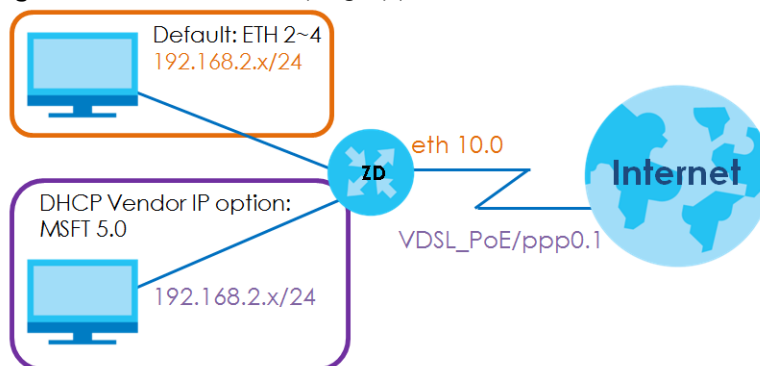 Default: ETH 2~4
192.168.2.x/24
eth 10.0
ZD
Internet
DHCP Vendor IP option:
MSFT 5.0
VDSL_PoE/ppp0.1
192.168.2.x/24